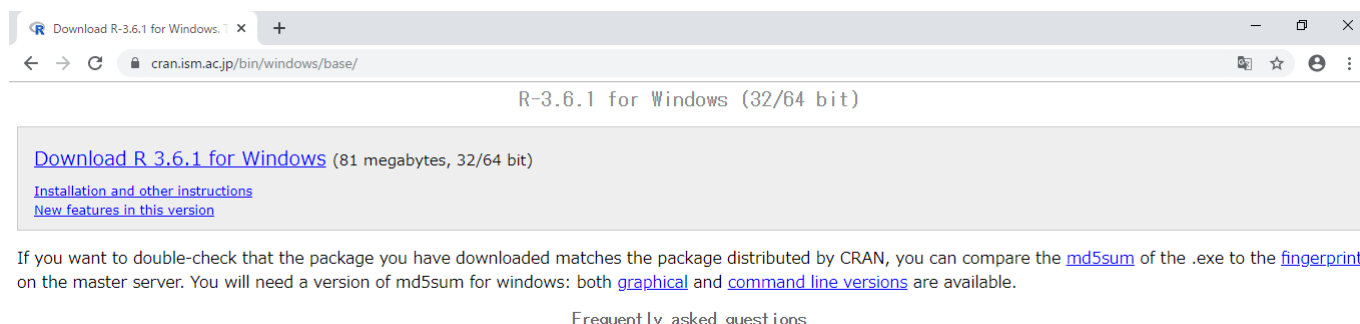 Download R-3.6.1 for Windows. T
cran.ism.ac.jp/bin/windows/base/
R-3.6.1 for Windows (32/64 bit)
Download R 3.6.1 for Windows (81 megabytes, 32/64 bit)
Installation and other instructions
New features in this version
If you want to double-check that the package you have downloaded matches the package distributed by CRAN, you can compare the md5sum of the .exe to the fingerprint
on the master server. You will need a version of md5sum for windows: both graphical and command line versions are available.
Frequently asked questions